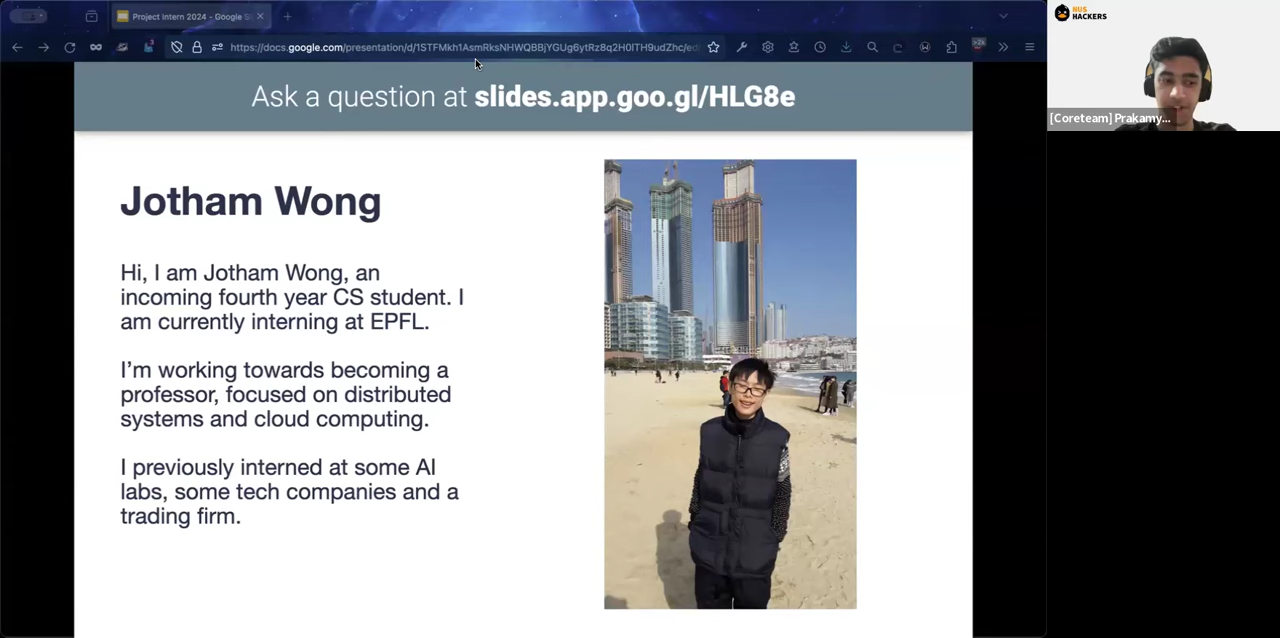 Project Intern 2024 - Google S
https://docs.google.com/presentation/d/1STFMkh1AsmRksNHWQBBjYGUg6ytRz8q2H0lTH9udZhc/ed
NUS
HACKERS
[Coreteam] Prakamy...
Ask a question at slides.app.goo.gl/HLG8e
Jotham Wong
Hi, I am Jotham Wong, an
incoming fourth year CS student. I
am currently interning at EPFL.
I'm working towards becoming a
professor, focused on distributed
systems and cloud computing.
I previously interned at some AI
labs, some tech companies and a
trading firm.